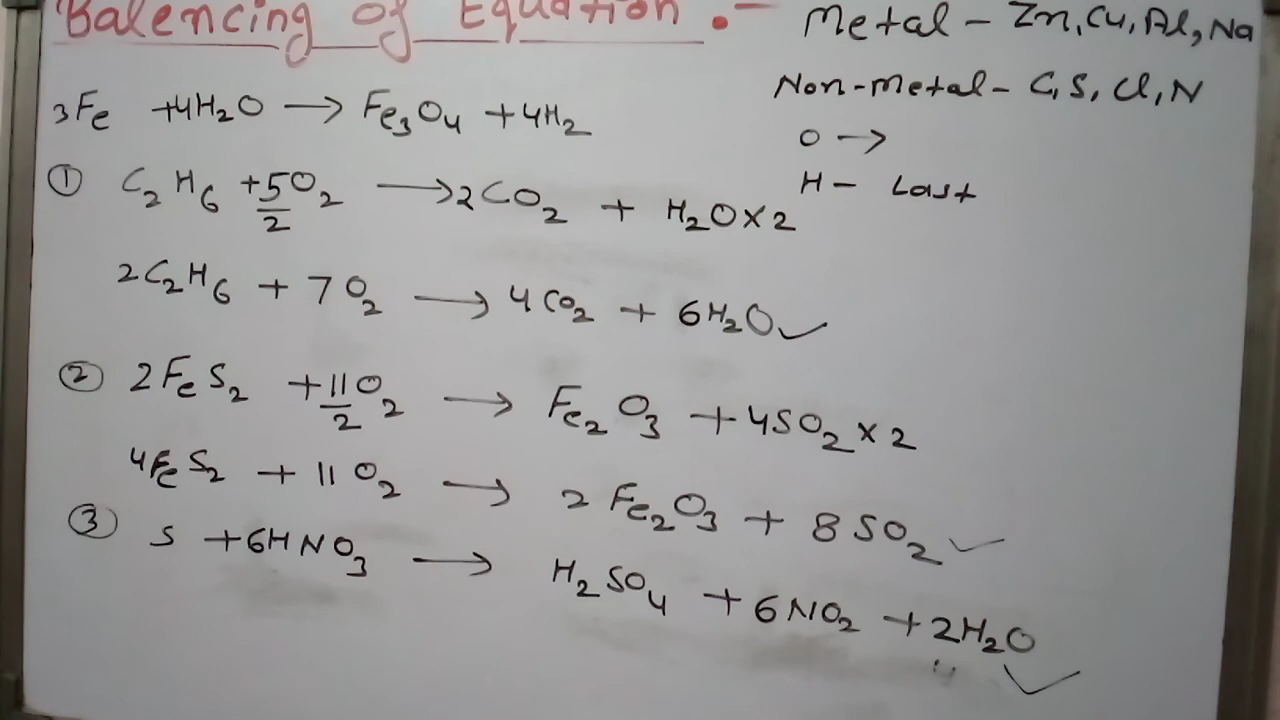 Balencing of Equation :-
Metal - Zn, Cu, Al, Na
Non-Metal - C, S, Cl, N
O →
H - Last
3Fe +4H₂O → Fe₃O₄ + 4H₂
① C₂H₆ + 5/2 O₂ → 2CO₂ + H₂O × 2
2C₂H₆ + 7O₂ → 4CO₂ + 6H₂O ✓
② 2FeS₂ + 11/2 O₂ → Fe₂O₃ + 4SO₂ × 2
4FeS₂ + 11O₂ → 2Fe₂O₃ + 8SO₂ ✓
③ S + 6HNO₃ → H₂SO₄ + 6NO₂ + 2H₂O ✓